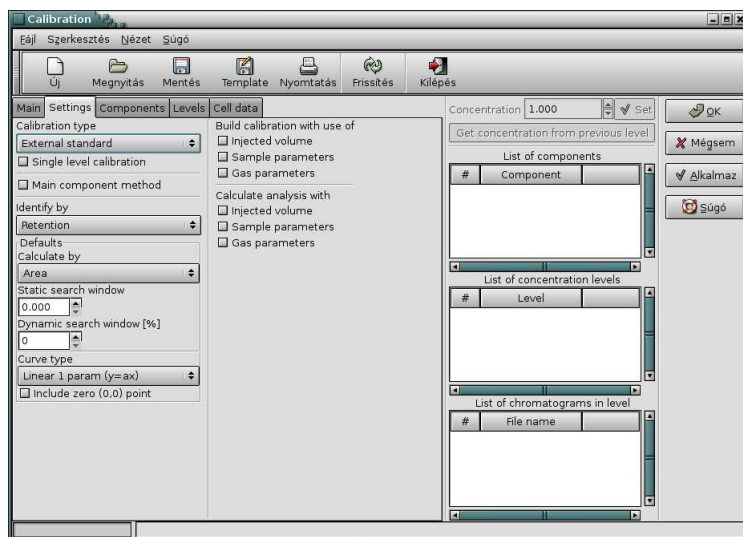 Calibration
Fájl Szerkesztés Nézet Súgó
Új Megnyitás Mentés Template Nyomtatás Frissítés Kilépés
Main Settings Components Levels Cell data
Calibration type
External standard
Single level calibration
Main component method
Identify by
Retention
Defaults
Calculate by
Area
Static search window
0.000
Dynamic search window [%]
0
Curve type
Linear 1 param (y=ax)
Include zero (0,0) point
Build calibration with use of
Injected volume
Sample parameters
Gas parameters
Calculate analysis with
Injected volume
Sample parameters
Gas parameters
Concentration 1.000 Set
Get concentration from previous level
List of components
# Component
List of concentration levels
# Level
List of chromatograms in level
# File name
OK
Mégsem
Alkalmaz
Súgó